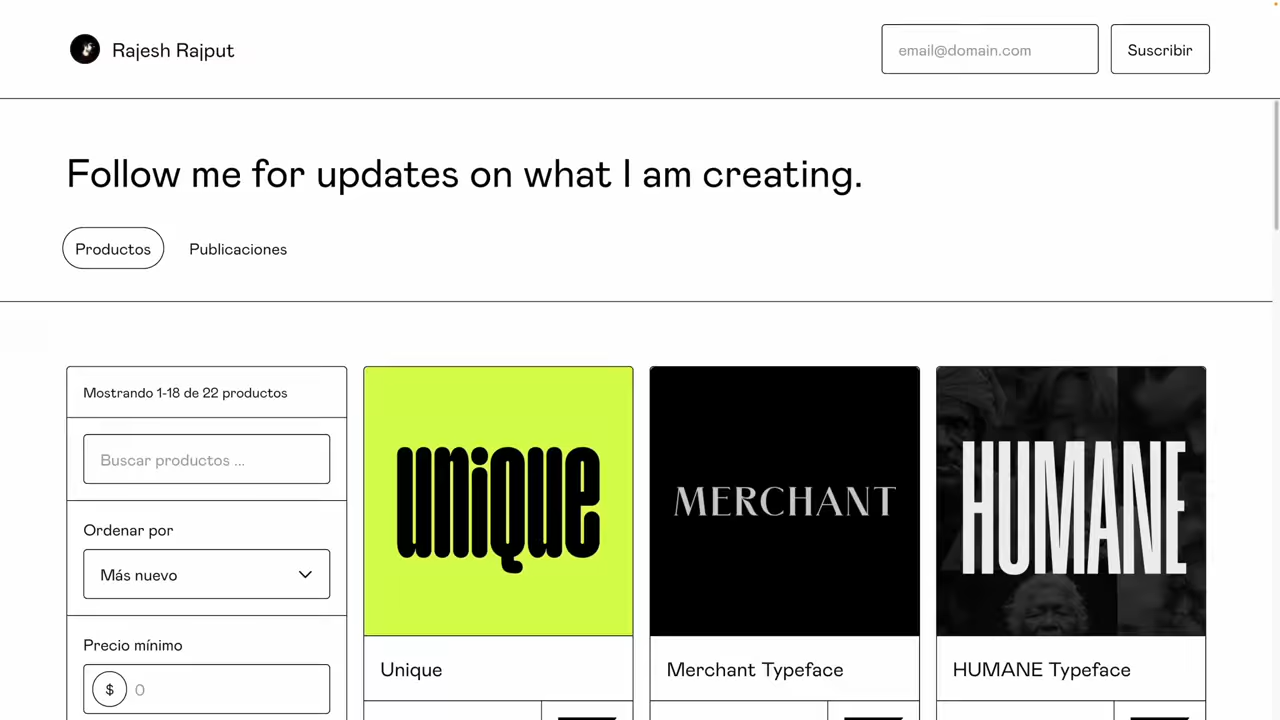 Rajesh Rajput
email@domain.com
Suscribir
Follow me for updates on what I am creating.
Productos
Publicaciones
Mostrando 1-18 de 22 productos
Buscar productos ...
Ordenar por
Más nuevo
Precio mínimo
$ 0
unique
Unique
MERCHANT
Merchant Typeface
HUMANE
HUMANE Typeface